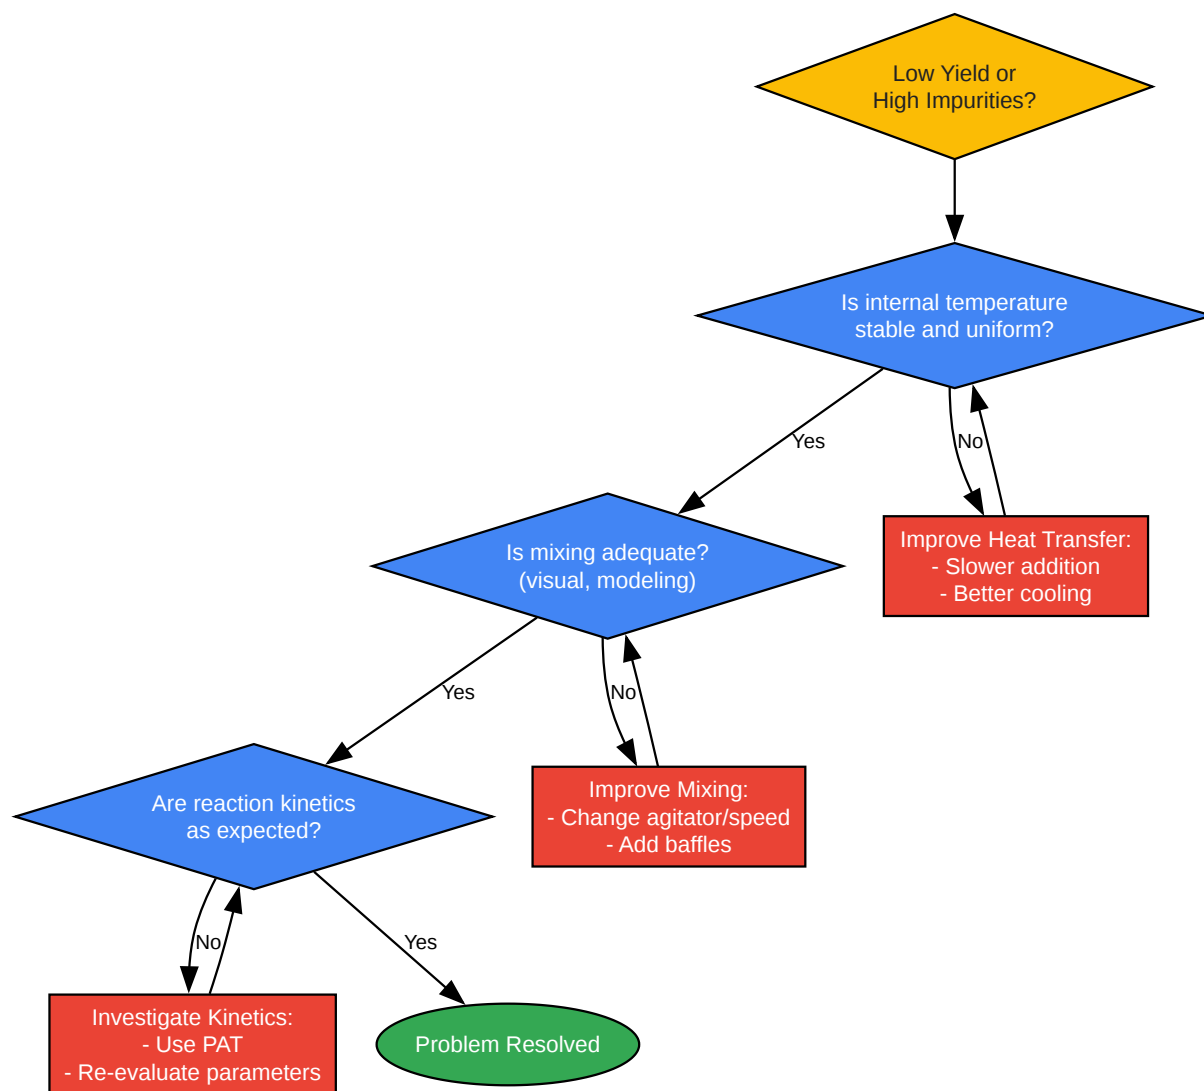 Low Yield or
High Impurities?
Is internal temperature
stable and uniform?
Yes
No
Improve Heat Transfer:
- Slower addition
- Better cooling
Is mixing adequate?
(visual, modeling)
Yes
No
Improve Mixing:
- Change agitator/speed
- Add baffles
Are reaction kinetics
as expected?
No
Yes
Investigate Kinetics:
- Use PAT
- Re-evaluate parameters
Problem Resolved